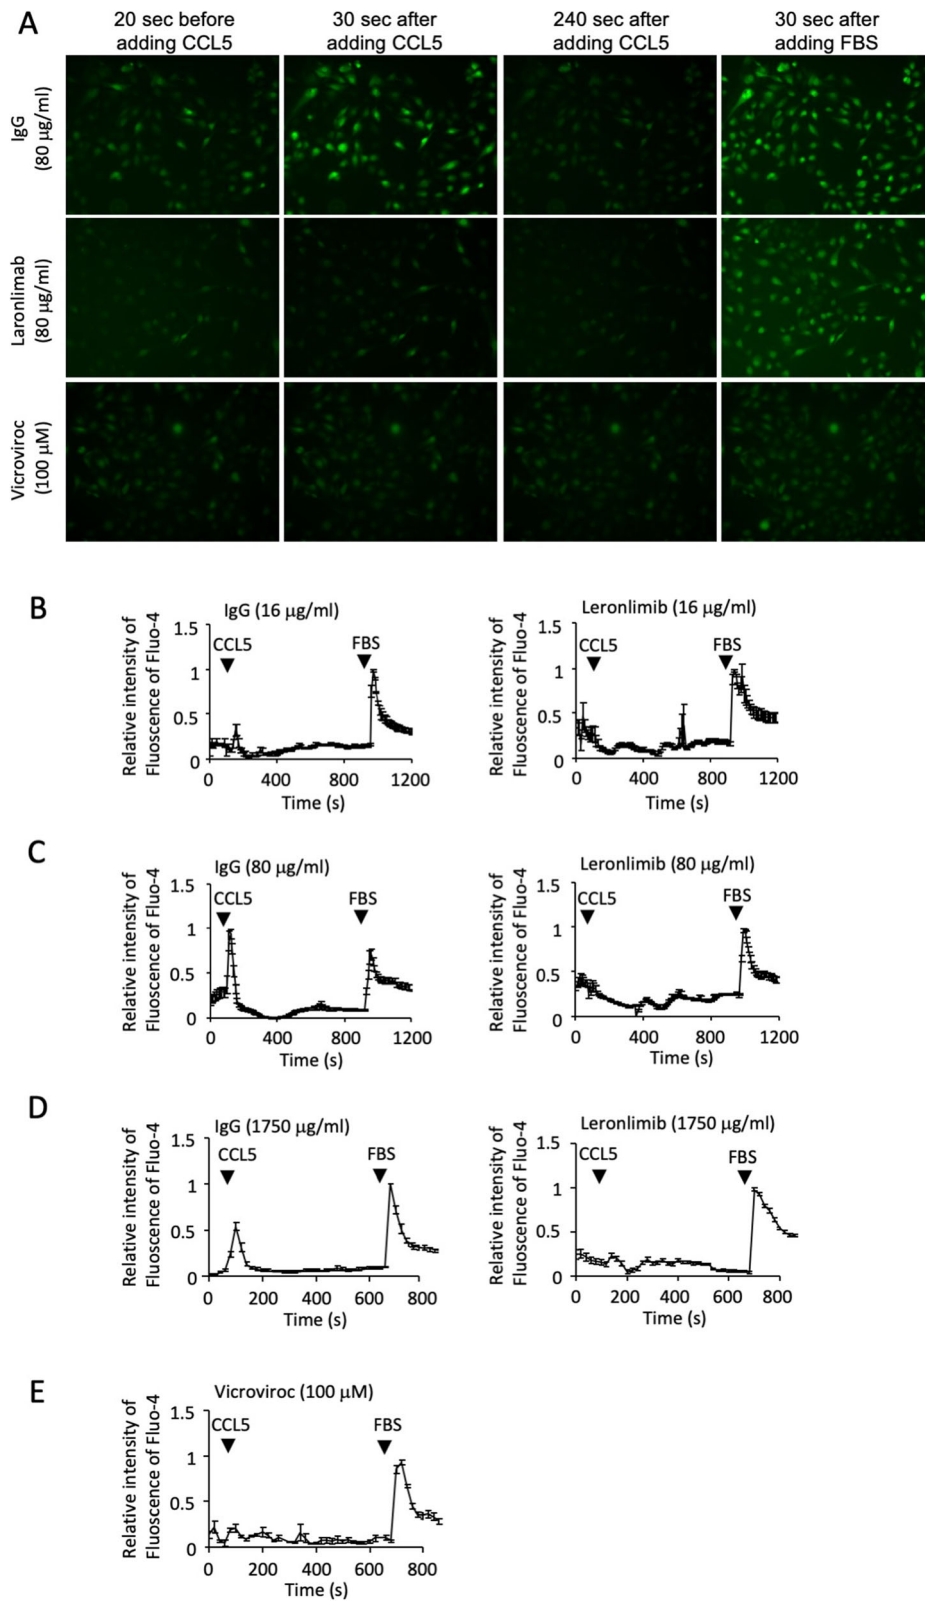 A
20 sec before
adding CCL5
30 sec after
adding CCL5
240 sec after
adding CCL5
30 sec after
adding FBS
IgG
(80 µg/ml)
Laronlimab
(80 µg/ml)
Vicroviroc
(100 µM)
B
IgG (16 µg/ml)
Relative intensity of
Fluoscence of Fluo-4
1.5
1
0.5
0
CCL5
FBS
0 400 800 1200
Time (s)
Leronlimib (16 µg/ml)
Relative intensity of
Fluoscence of Fluo-4
1.5
1
0.5
0
CCL5
FBS
0 400 800 1200
Time (s)
C
IgG (80 µg/ml)
Relative intensity of
Fluoscence of Fluo-4
1.5
1
0.5
0
CCL5
FBS
0 400 800 1200
Time (s)
Leronlimib (80 µg/ml)
Relative intensity of
Fluoscence of Fluo-4
1.5
1
0.5
0
CCL5
FBS
0 400 800 1200
Time (s)
D
IgG (1750 µg/ml)
Relative intensity of
Fluoscence of Fluo-4
1.5
1
0.5
0
CCL5
FBS
0 200 400 600 800
Time (s)
Leronlimib (1750 µg/ml)
Relative intensity of
Fluoscence of Fluo-4
1.5
1
0.5
0
CCL5
FBS
0 200 400 600 800
Time (s)
E
Vicroviroc (100 µM)
Relative intensity of
Fluoscence of Fluo-4
1.5
1
0.5
0
CCL5
FBS
0 200 400 600 800
Time (s)